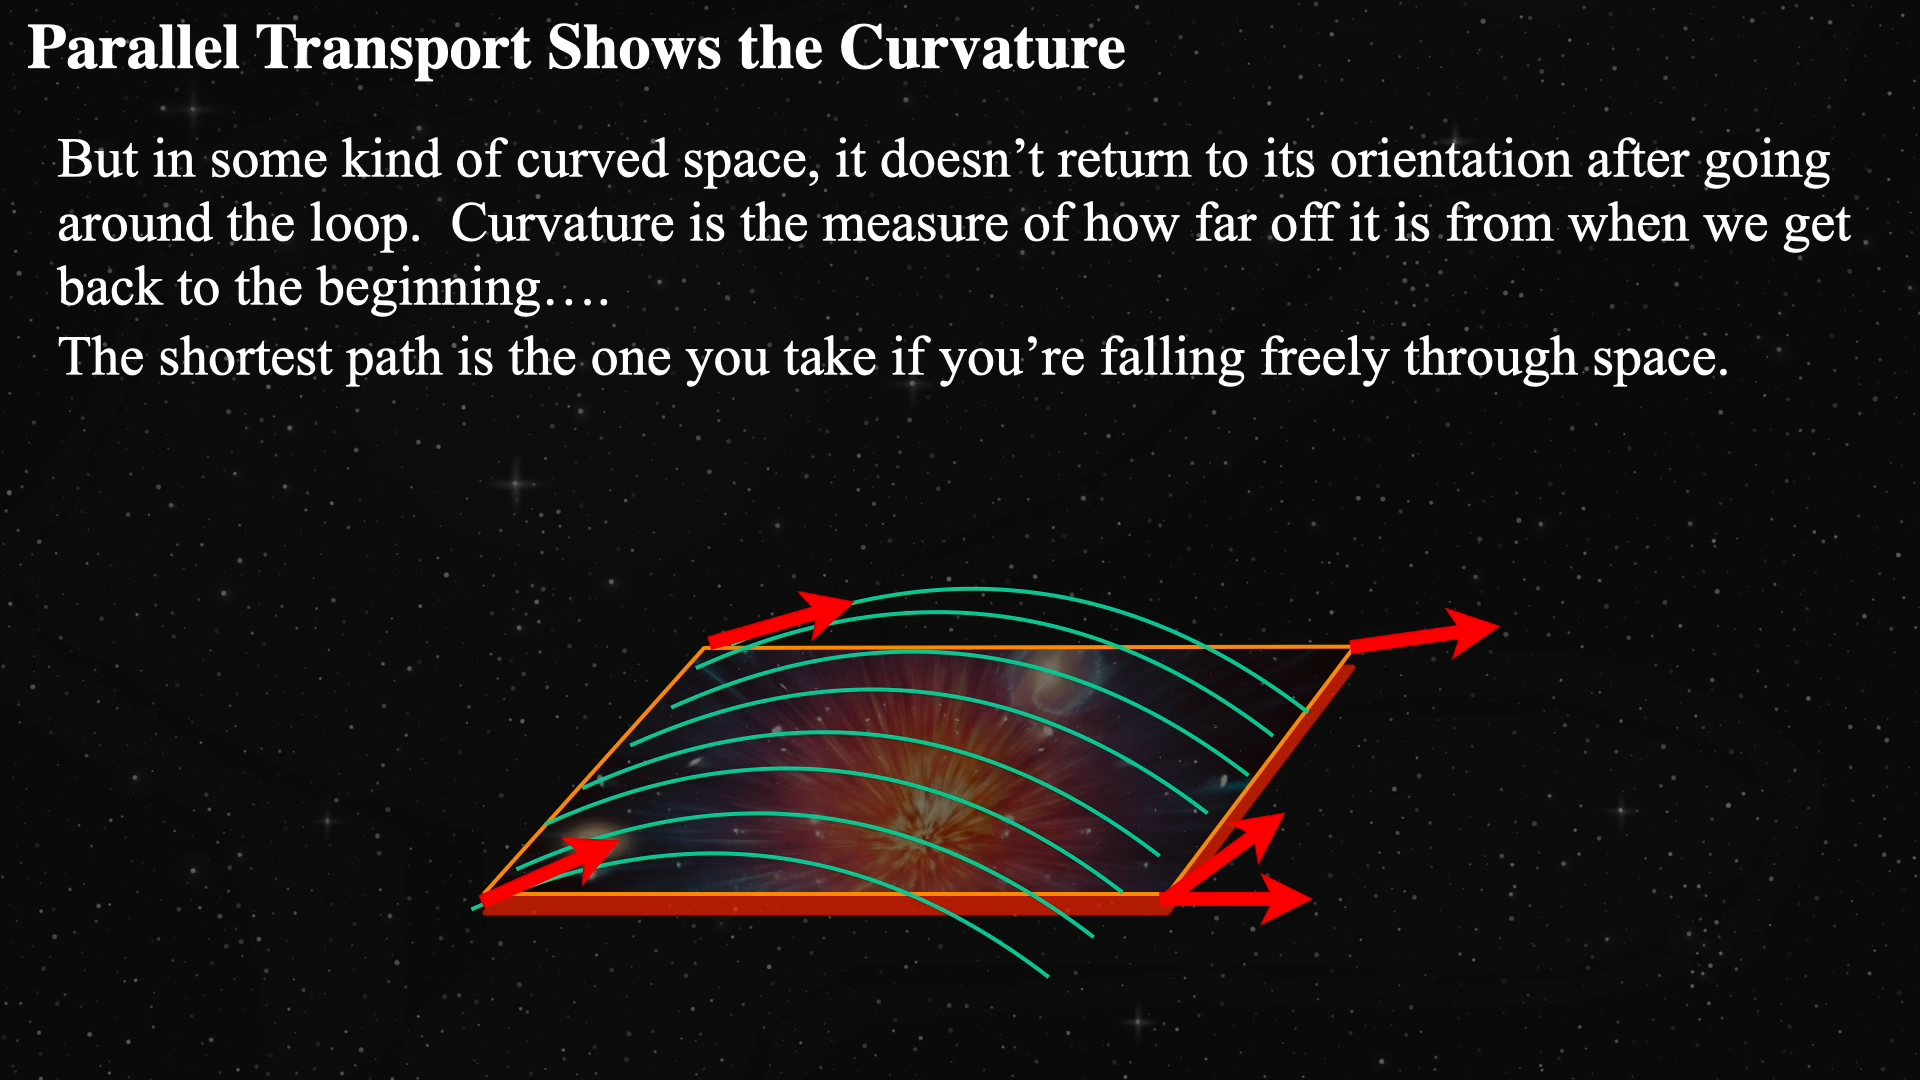 Parallel Transport Shows the Curvature
But in some kind of curved space, it doesn’t return to its orientation after going
around the loop.  Curvature is the measure of how far off it is from when we get
back to the beginning….
The shortest path is the one you take if you’re falling freely through space.